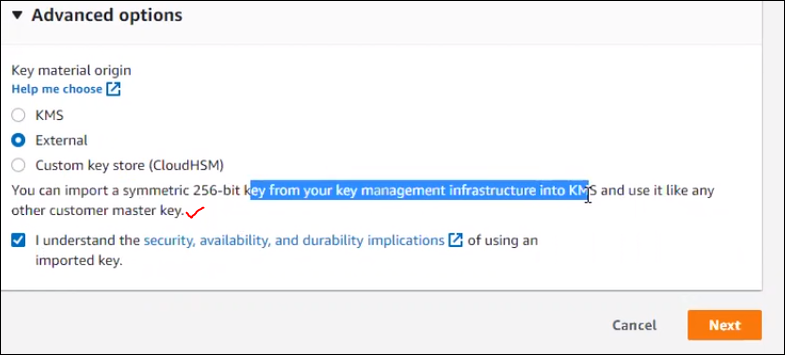 Advanced options
Key material origin
Help me choose
KMS
External
Custom key store (CloudHSM)
You can import a symmetric 256-bit key from your key management infrastructure into KMS and use it like any
other customer master key.
I understand the security, availability, and durability implications of using an
imported key.
Cancel
Next